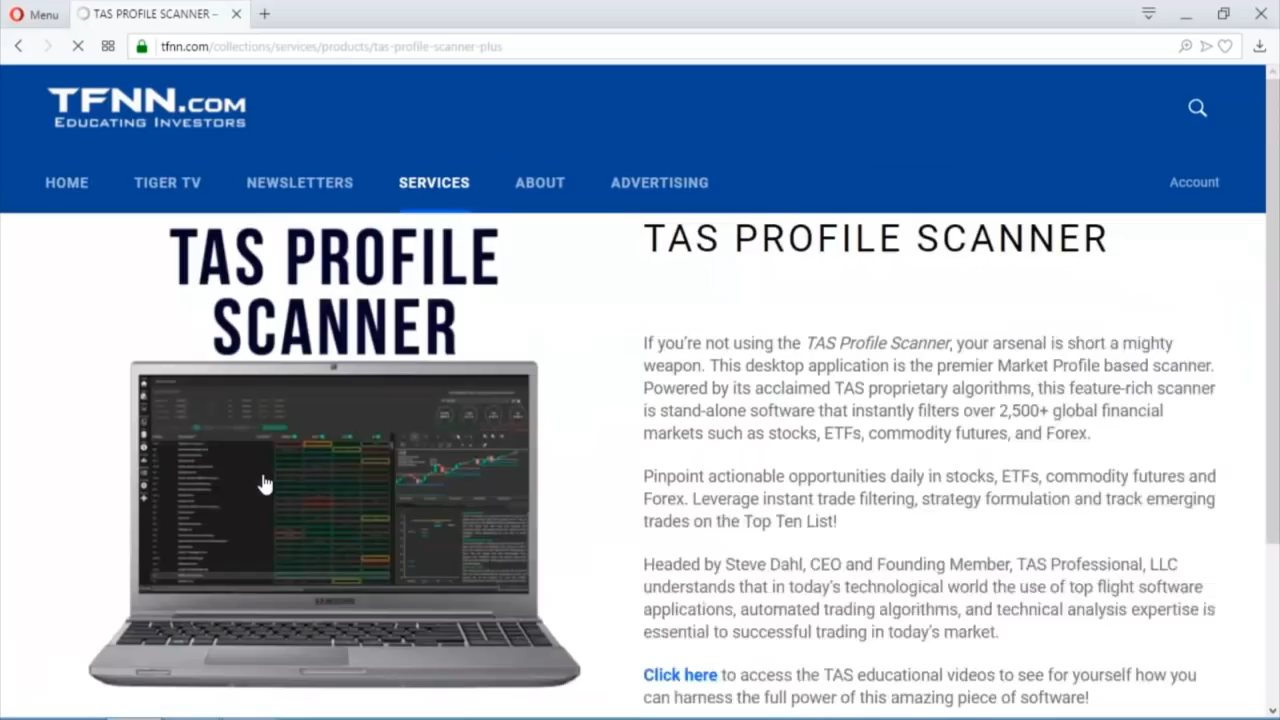 Menu
TAS PROFILE SCANNER –
tfnn.com/collections/services/products/tas-profile-scanner-plus
TFNN.COM
EDUCATING INVESTORS
HOME
TIGER TV
NEWSLETTERS
SERVICES
ABOUT
ADVERTISING
Account
TAS PROFILE
SCANNER
TAS PROFILE SCANNER
If you're not using the TAS Profile Scanner, your arsenal is short a mighty
weapon. This desktop application is the premier Market Profile based scanner.
Powered by its acclaimed TAS proprietary algorithms, this feature-rich scanner
is stand-alone software that instantly filters over 2,500+ global financial
markets such as stocks, ETFs, commodity futures, and Forex.
Pinpoint actionable opportunities daily in stocks, ETFs, commodity futures and
Forex. Leverage instant trade filtering, strategy formulation and track emerging
trades on the Top Ten List!
Headed by Steve Dahl, CEO and Founding Member, TAS Professional, LLC
understands that in today's technological world the use of top flight software
applications, automated trading algorithms, and technical analysis expertise is
essential to successful trading in today's market.
Click here to access the TAS educational videos to see for yourself how you
can harness the full power of this amazing piece of software!